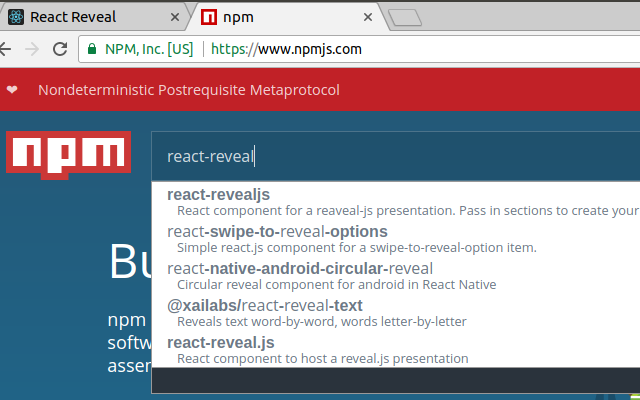 React Reveal
npm
NPM, Inc. [US]
https://www.npmjs.com
❤ Nondeterministic Postrequisite Metaprotocol
npm
react-reveal
react-revealjs
React component for a reaveal-js presentation. Pass in sections to create your
react-swipe-to-reveal-options
Simple react.js component for a swipe-to-reveal-option item.
react-native-android-circular-reveal
Circular reveal component for android in React Native
@xailabs/react-reveal-text
Reveals text word-by-word, words letter-by-letter
react-reveal.js
React component to host a reveal.js presentation
Bu
npm
softw
assem